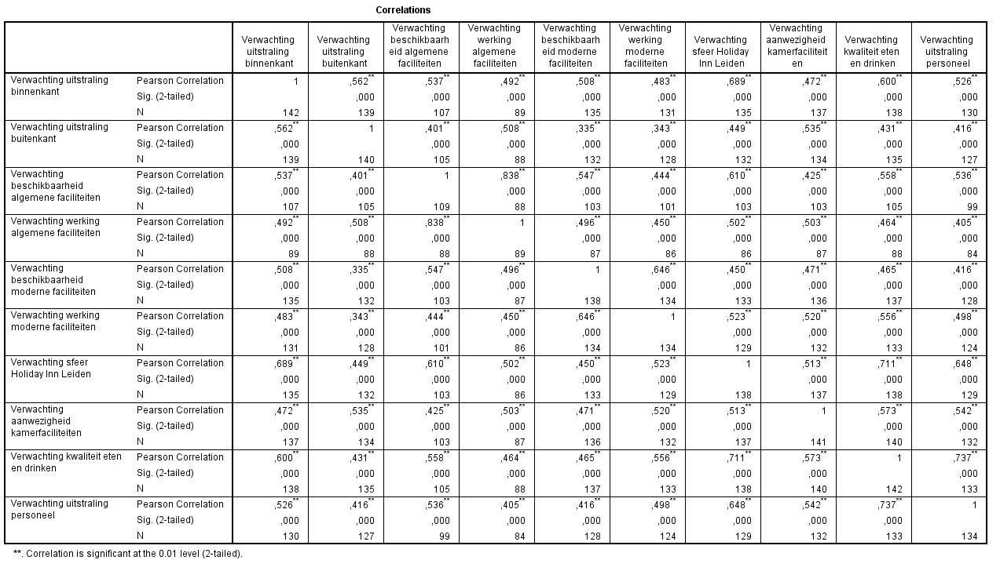 Correlations
Verwachting uitstraling binnenkant Verwachting uitstraling buitenkant Verwachting beschikbaarh eid algemene faciliteiten Verwachting werking algemene faciliteiten Verwachting beschikbaarh eid moderne faciliteiten Verwachting werking moderne faciliteiten Verwachting sfeer Holiday Inn Leiden Verwachting aanwezigheid kamerfaciliteit en Verwachting kwaliteit eten en drinken Verwachting uitstraling personeel
Verwachting uitstraling binnenkant Pearson Correlation 1 ,562** ,537** ,492** ,508** ,483** ,689** ,472** ,600** ,526**
Sig. (2-tailed) ,000 ,000 ,000 ,000 ,000 ,000 ,000 ,000 ,000
N 142 139 107 89 135 131 135 137 138 130
Verwachting uitstraling buitenkant Pearson Correlation ,562** 1 ,401** ,508** ,335** ,343** ,449** ,535** ,431** ,416**
Sig. (2-tailed) ,000 ,000 ,000 ,000 ,000 ,000 ,000 ,000 ,000
N 139 140 105 88 132 128 132 134 135 127
Verwachting beschikbaarheid algemene faciliteiten Pearson Correlation ,537** ,401** 1 ,838** ,547** ,444** ,610** ,425** ,558** ,536**
Sig. (2-tailed) ,000 ,000 ,000 ,000 ,000 ,000 ,000 ,000 ,000
N 107 105 109 88 103 101 103 103 105 99
Verwachting werking algemene faciliteiten Pearson Correlation ,492** ,508** ,838** 1 ,496** ,450** ,502** ,503** ,464** ,405**
Sig. (2-tailed) ,000 ,000 ,000 ,000 ,000 ,000 ,000 ,000 ,000
N 89 88 88 89 87 86 86 87 88 84
Verwachting beschikbaarheid moderne faciliteiten Pearson Correlation ,508** ,335** ,547** ,496** 1 ,646** ,450** ,471** ,465** ,416**
Sig. (2-tailed) ,000 ,000 ,000 ,000 ,000 ,000 ,000 ,000 ,000
N 135 132 103 87 138 134 133 136 137 128
Verwachting werking moderne faciliteiten Pearson Correlation ,483** ,343** ,444** ,450** ,646** 1 ,523** ,520** ,556** ,498**
Sig. (2-tailed) ,000 ,000 ,000 ,000 ,000 ,000 ,000 ,000 ,000
N 131 128 101 86 134 134 129 132 133 124
Verwachting sfeer Holiday Inn Leiden Pearson Correlation ,689** ,449** ,610** ,502** ,450** ,523** 1 ,513** ,711** ,648**
Sig. (2-tailed) ,000 ,000 ,000 ,000 ,000 ,000 ,000 ,000 ,000
N 135 132 103 86 133 129 138 137 138 129
Verwachting aanwezigheid kamerfaciliteiten Pearson Correlation ,472** ,535** ,425** ,503** ,471** ,520** ,513** 1 ,573** ,542**
Sig. (2-tailed) ,000 ,000 ,000 ,000 ,000 ,000 ,000 ,000 ,000
N 137 134 103 87 136 132 137 141 140 132
Verwachting kwaliteit eten en drinken Pearson Correlation ,600** ,431** ,558** ,464** ,465** ,556** ,711** ,573** 1 ,737**
Sig. (2-tailed) ,000 ,000 ,000 ,000 ,000 ,000 ,000 ,000 ,000
N 138 135 105 88 137 133 138 140 142 133
Verwachting uitstraling personeel Pearson Correlation ,526** ,416** ,536** ,405** ,416** ,498** ,648** ,542** ,737** 1
Sig. (2-tailed) ,000 ,000 ,000 ,000 ,000 ,000 ,000 ,000 ,000
N 130 127 99 84 128 124 129 132 133 134
**. Correlation is significant at the 0.01 level (2-tailed).